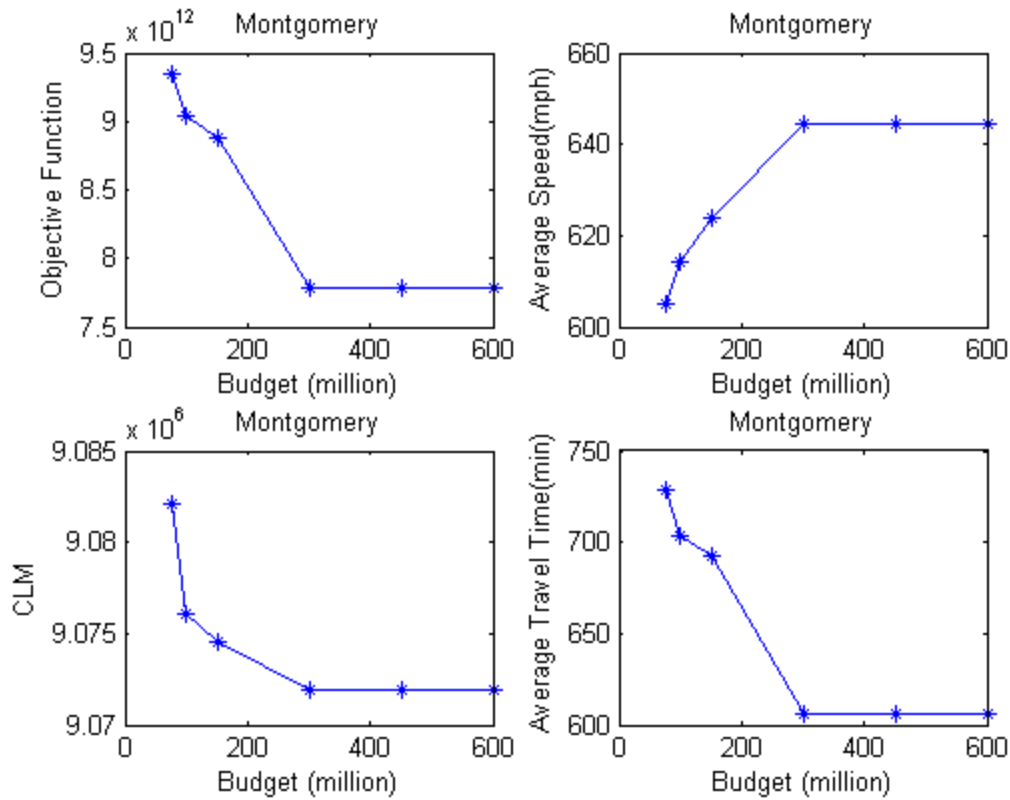 x 10^12
Montgomery
9.5
9
8.5
8
7.5
Objective Function
0 200 400 600
Budget (million)
Montgomery
660
640
620
600
Average Speed(mph)
0 200 400 600
Budget (million)
x 10^6
Montgomery
9.085
9.08
9.075
9.07
CLM
0 200 400 600
Budget (million)
Montgomery
750
700
650
600
Average Travel Time(min)
0 200 400 600
Budget (million)